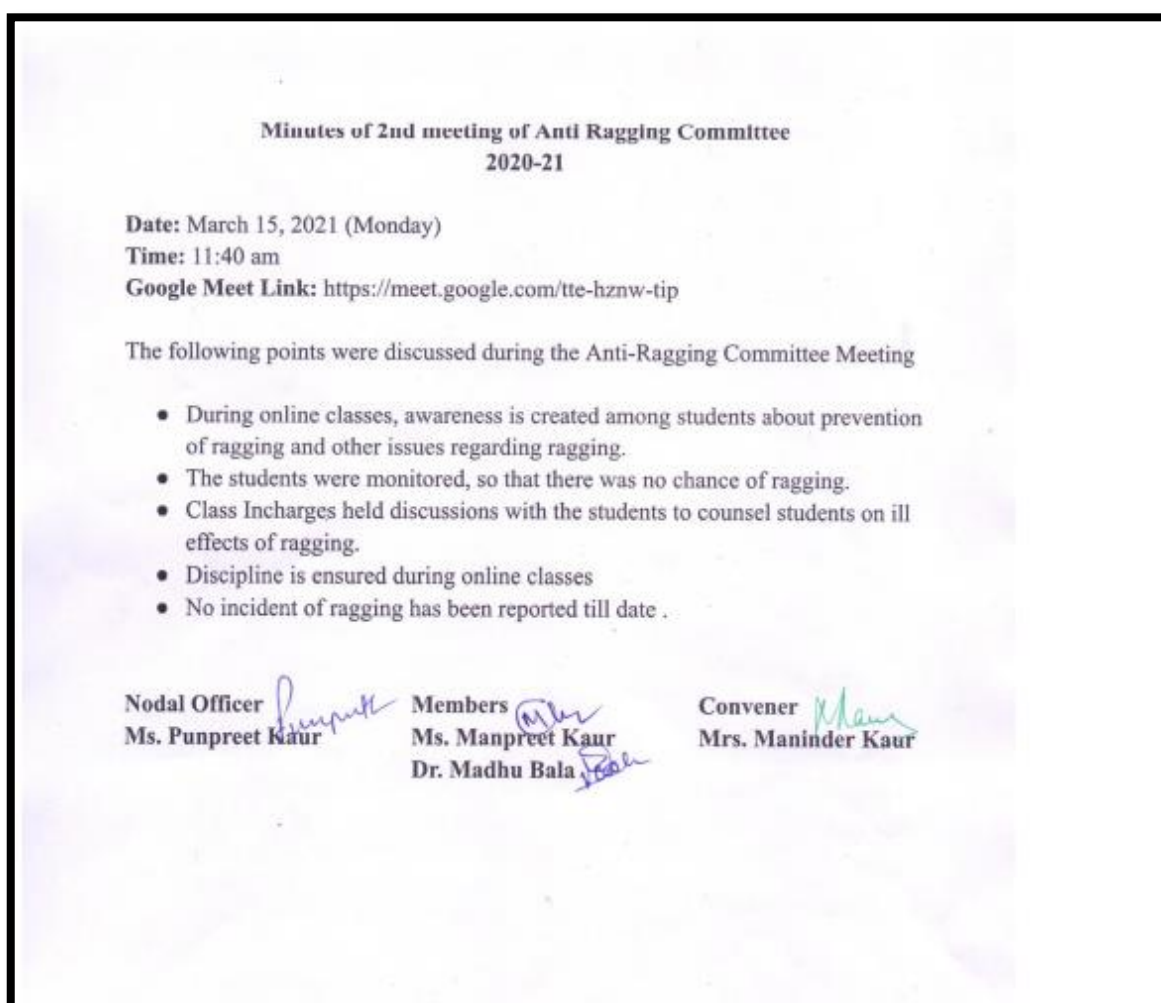 Minutes of 2nd meeting of Anti Ragging Committee
2020-21
Date: March 15, 2021 (Monday)
Time: 11:40 am
Google Meet Link: https://meet.google.com/tte-hznw-tip
The following points were discussed during the Anti-Ragging Committee Meeting
● During online classes, awareness is created among students about prevention
of ragging and other issues regarding ragging.
● The students were monitored, so that there was no chance of ragging.
● Class Incharges held discussions with the students to counsel students on ill
effects of ragging.
● Discipline is ensured during online classes
● No incident of ragging has been reported till date .
Nodal Officer Members Convener
Ms. Punpreet Kaur Ms. Manpreet Kaur Mrs. Maninder Kaur
Dr. Madhu Bala